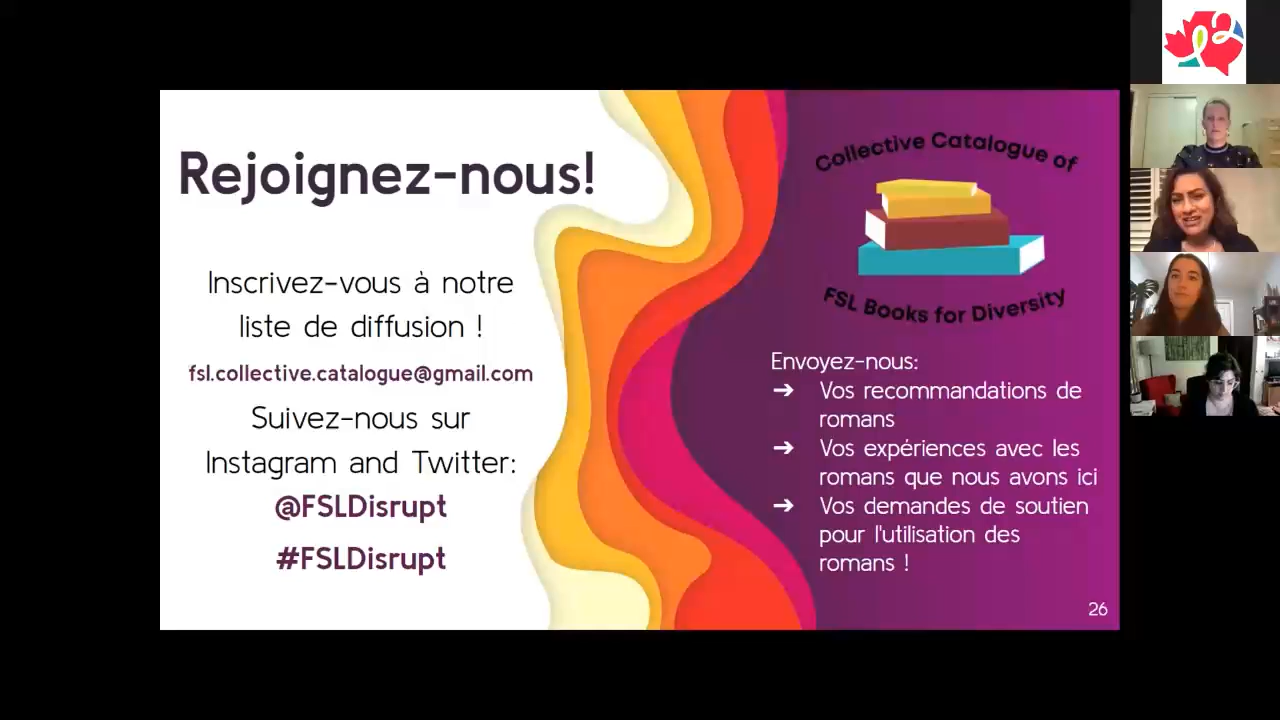 Rejoignez-nous!
Inscrivez-vous à notre
liste de diffusion !
fsl.collective.catalogue@gmail.com
Suivez-nous sur
Instagram and Twitter:
@FSLDisrupt
#FSLDisrupt
Collective Catalogue of
FSL Books for Diversity
Envoyez-nous:
➔ Vos recommandations de
romans
➔ Vos expériences avec les
romans que nous avons ici
➔ Vos demandes de soutien
pour l'utilisation des
romans !
26